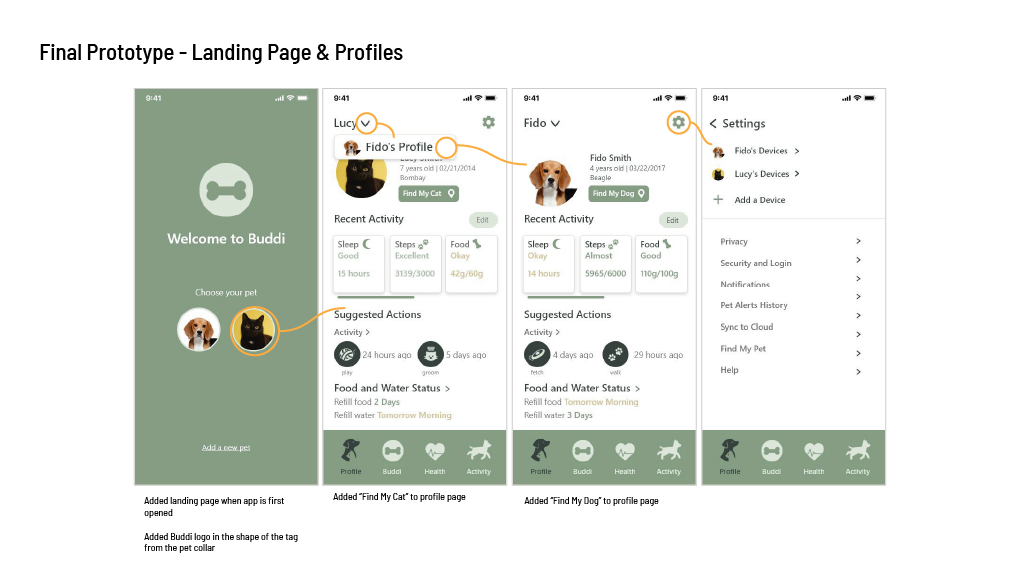 Final Prototype - Landing Page & Profiles
9:41
Welcome to Buddi
Choose your pet
Add a new pet
Added landing page when app is first
opened
Added Buddi logo in the shape of the tag
from the pet collar
9:41
Lucy
Fido's Profile
7 years old | 02/21/2014
Bombay
Find My Cat
Recent Activity
Edit
Sleep
Good
15 hours
Steps
Excellent
3139/3000
Food
Okay
42g/60g
Suggested Actions
Activity >
24 hours ago
5 days ago
play
groom
Food and Water Status >
Refill food 2 Days
Refill water Tomorrow Morning
Profile
Buddi
Health
Activity
Added "Find My Cat" to profile page
9:41
Fido
Fido Smith
4 years old | 03/22/2017
Beagle
Find My Dog
Recent Activity
Edit
Sleep
Okay
14 hours
Steps
Almost
5965/6000
Food
Good
110g/100g
Suggested Actions
Activity >
4 days ago
29 hours ago
fetch
walk
Food and Water Status >
Refill food Tomorrow Morning
Refill water 3 Days
Profile
Buddi
Health
Activity
Added "Find My Dog" to profile page
9:41
< Settings
Fido's Devices >
Lucy's Devices >
+ Add a Device
Privacy >
Security and Login >
Notifications >
Pet Alerts History >
Sync to Cloud >
Find My Pet >
Help >
Profile
Buddi
Health
Activity